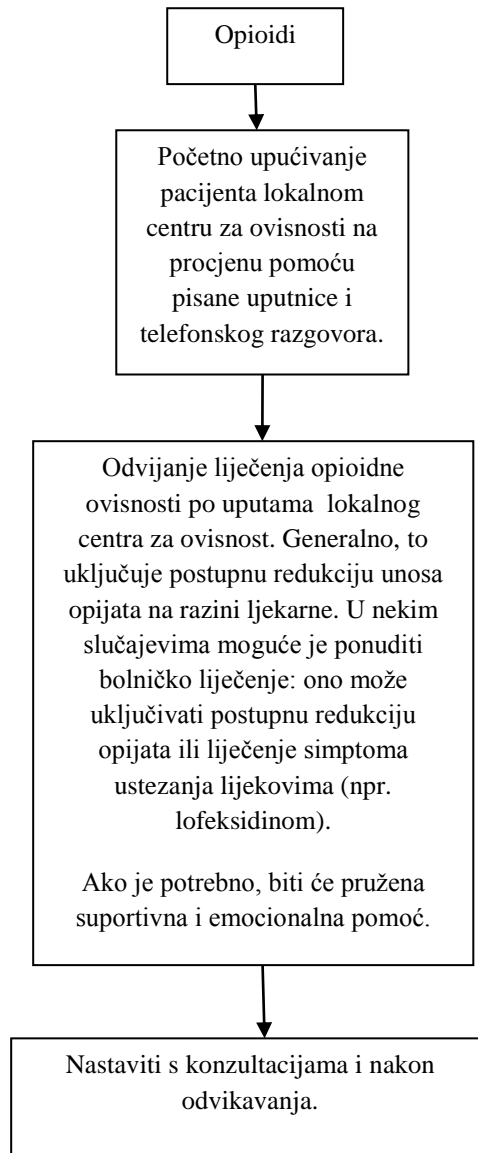 Opioidi
Početno upućivanje
pacijenta lokalnom
centru za ovisnosti na
procjenu pomoću
pisane uputnice i
telefonskog razgovora.
Odvijanje liječenja opioidne
ovisnosti po uputama lokalnog
centra za ovisnost. Generalno, to
uključuje postupnu redukciju unosa
opijata na razini ljekarne. U nekim
slučajevima moguće je ponuditi
bolničko liječenje: ono može
uključivati postupnu redukciju
opijata ili liječenje simptoma
ustezanja lijekovima (npr.
lofeksidinom).
Ako je potrebno, biti će pružena
suportivna i emocionalna pomoć.
Nastaviti s konzultacijama i nakon
odvikavanja.